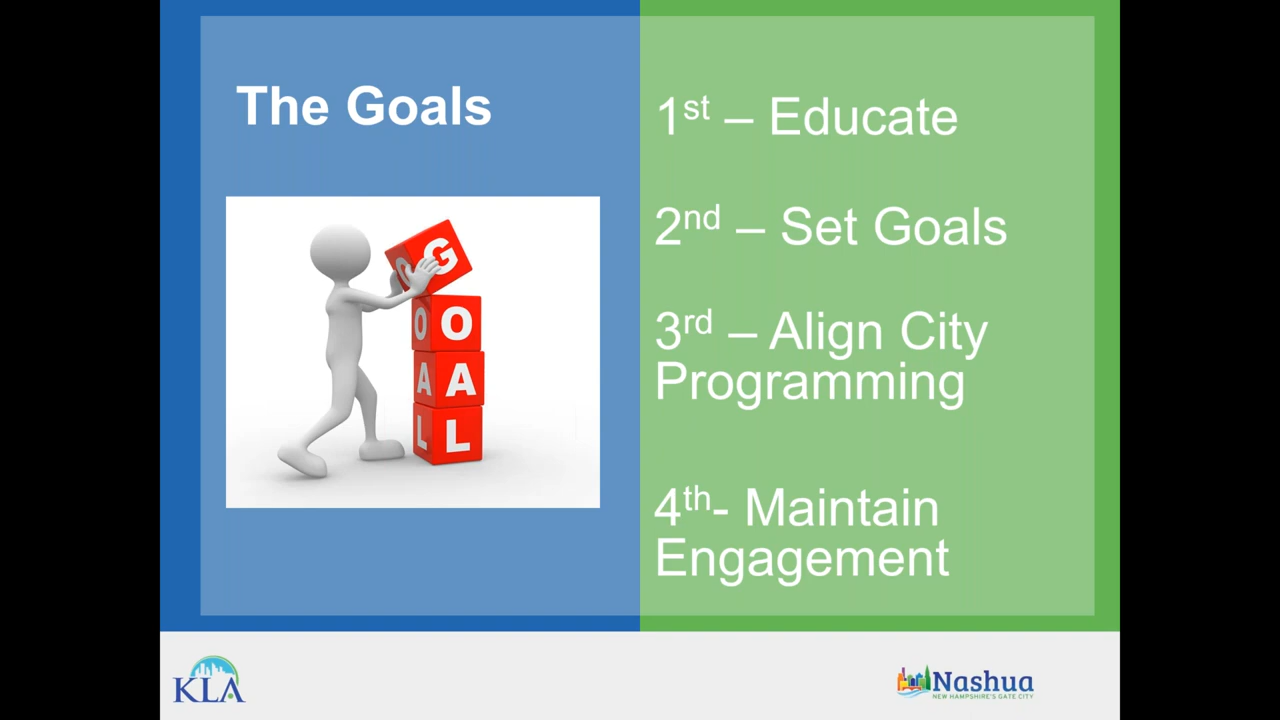 The Goals
1st – Educate
2nd – Set Goals
3rd – Align City
Programming
4th- Maintain
Engagement
G
O O
A A
L L
KLA
Nashua
NEW HAMPSHIRE'S GATE CITY